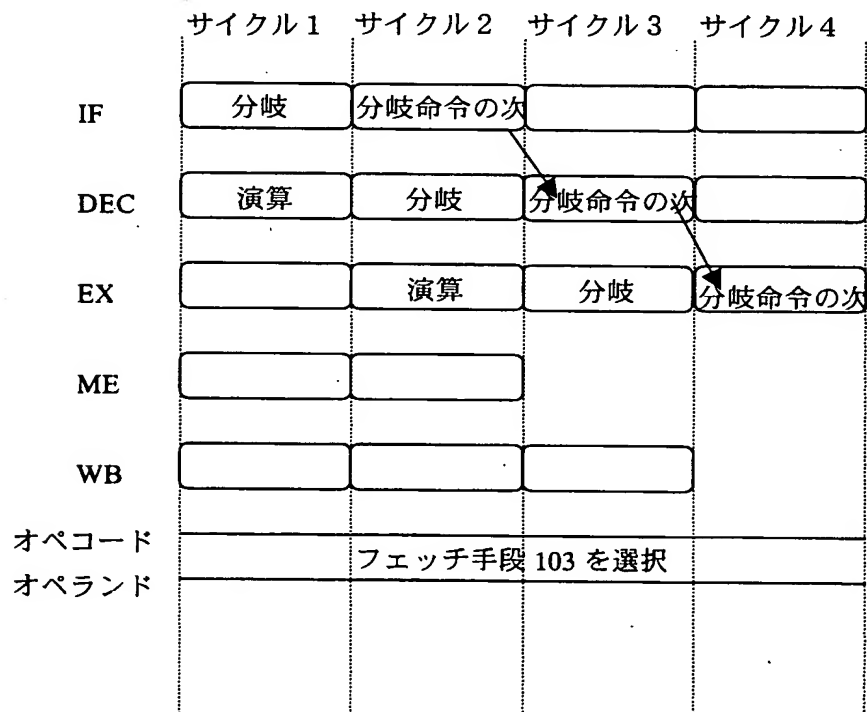 サイクル1 サイクル2 サイクル3 サイクル4
IF 分岐 分岐命令の次
DEC 演算 分岐 分岐命令の次
EX 演算 分岐 分岐命令の次
ME
WB
オペコード
フェッチ手段 103 を選択
オペランド